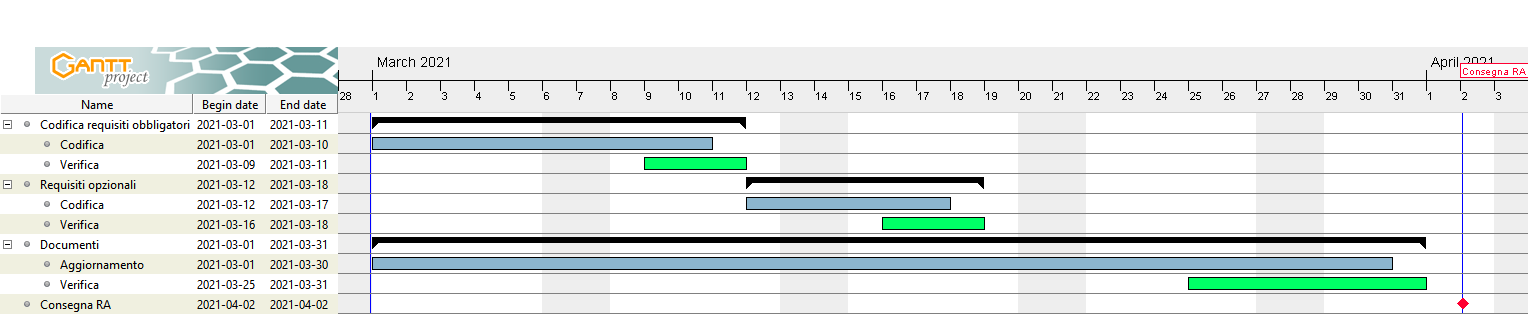 GANTT
project
March 2021
April 2021
Consegna RA
28 1 2 3 4 5 6 7 8 9 10 11 12 13 14 15 16 17 18 19 20 21 22 23 24 25 26 27 28 29 30 31 1 2 3
Name Begin date End date
Codifica requisiti obbligatori 2021-03-01 2021-03-11
Codifica 2021-03-01 2021-03-10
Verifica 2021-03-09 2021-03-11
Requisiti opzionali 2021-03-12 2021-03-18
Codifica 2021-03-12 2021-03-17
Verifica 2021-03-16 2021-03-18
Documenti 2021-03-01 2021-03-31
Aggiornamento 2021-03-01 2021-03-30
Verifica 2021-03-25 2021-03-31
Consegna RA 2021-04-02 2021-04-02